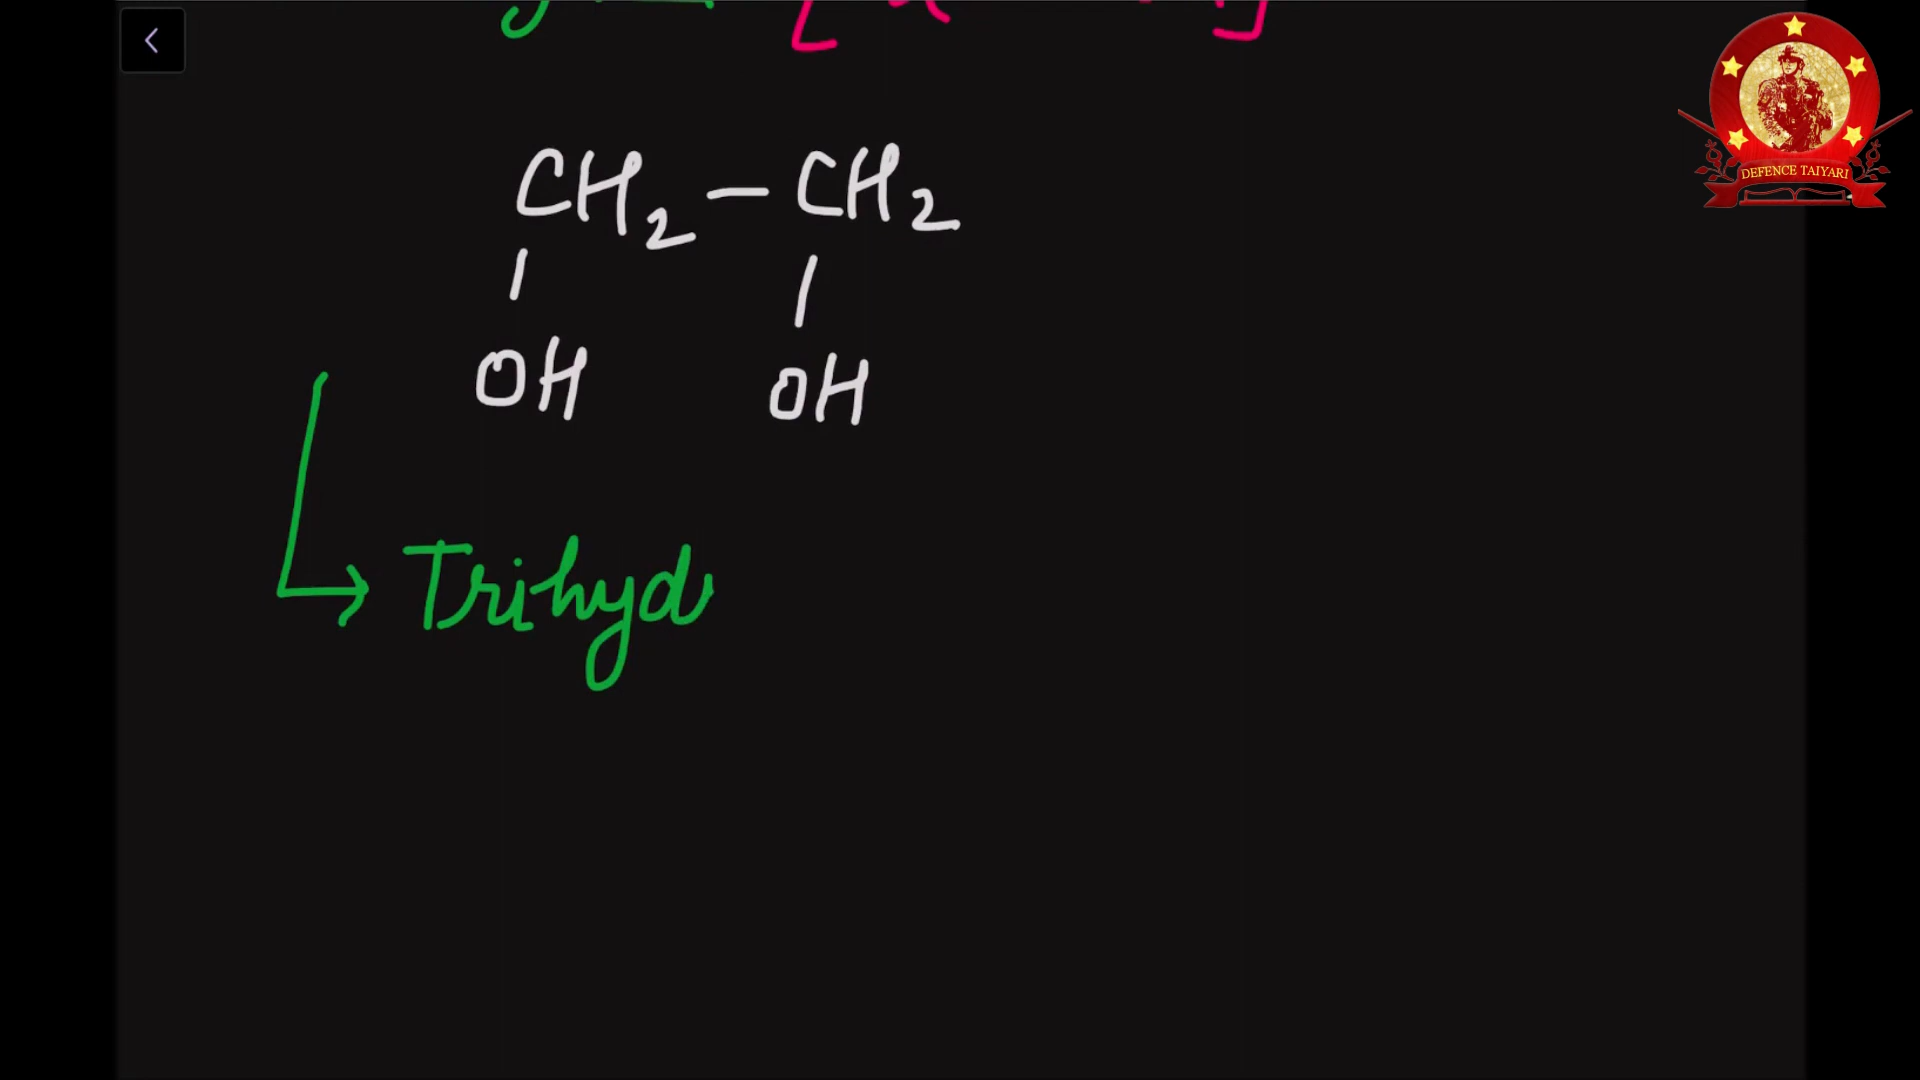 DEFENCE TAIYARI
CH₂ – CH₂
OH OH
Trihyd